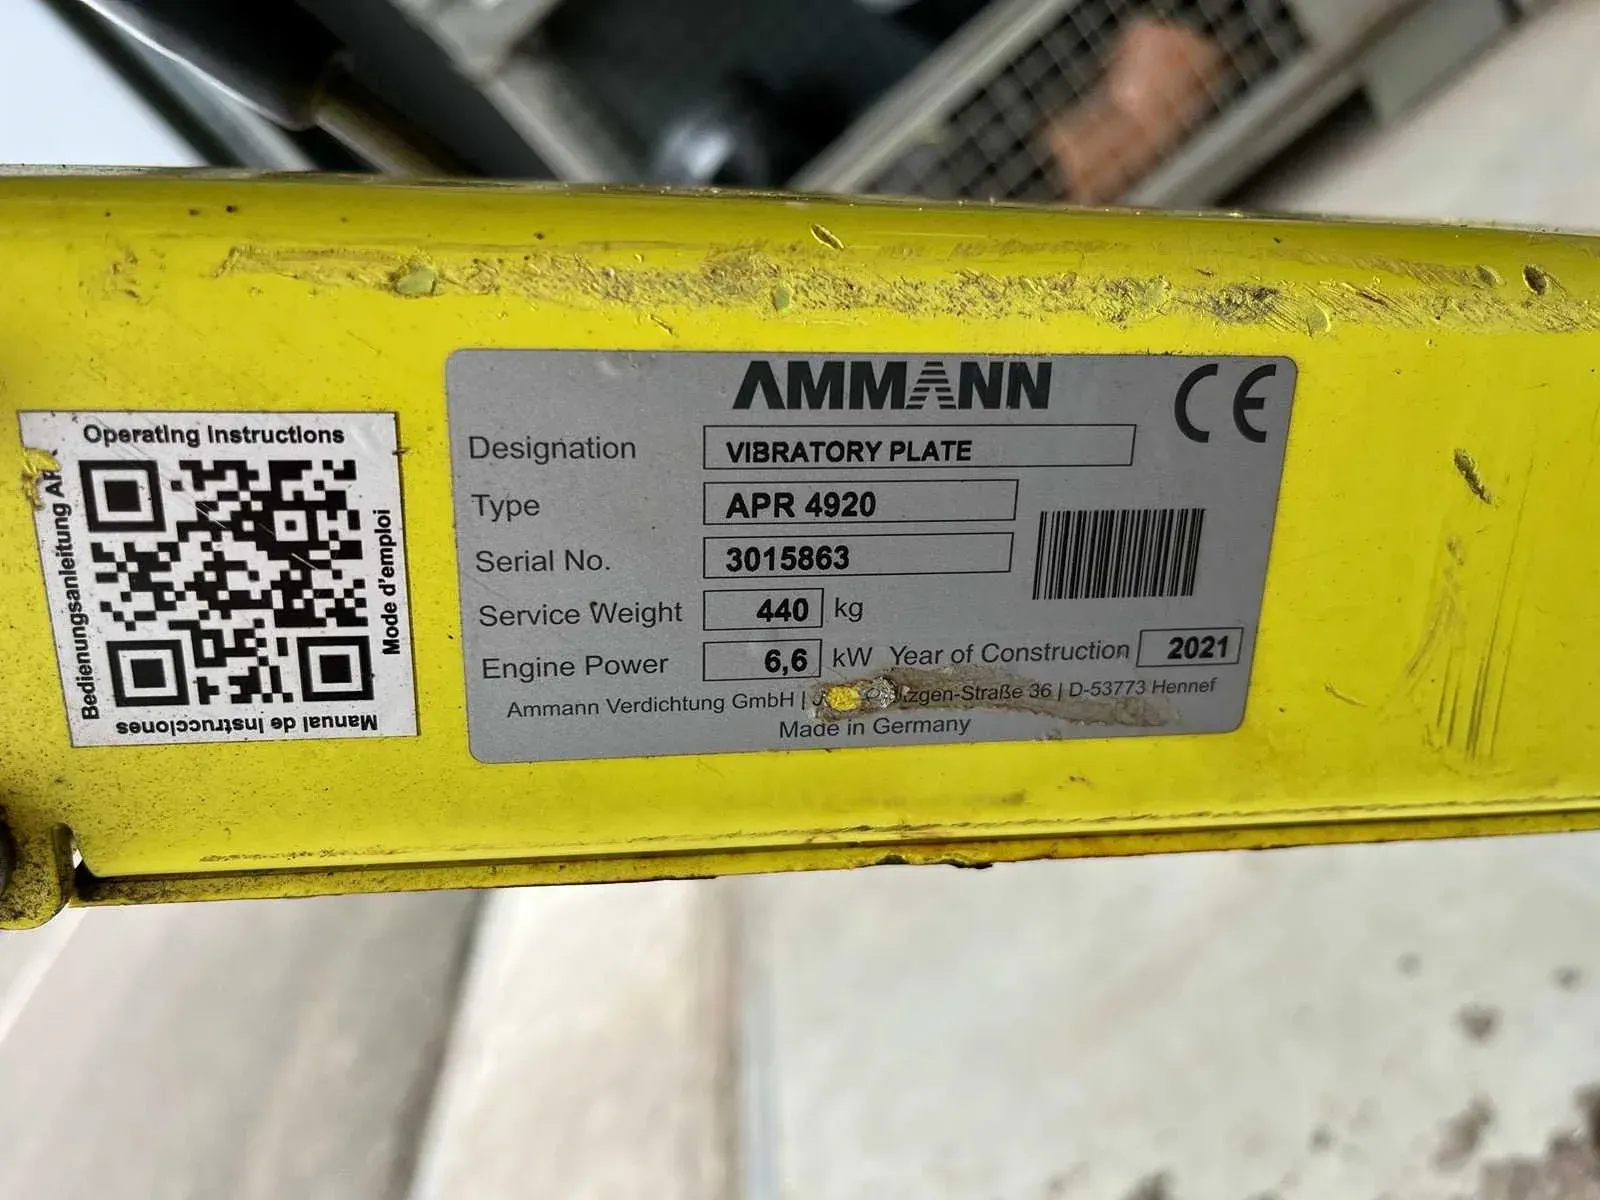 Operating Instructions
Bedienungsanleitung
Mode d'emploi
Manual de Instrucciones
AMMANN
CE
Designation VIBRATORY PLATE
Type APR 4920
Serial No. 3015863
Service Weight 440 kg
Engine Power 6,6 kW Year of Construction 2021
Ammann Verdichtung GmbH | 36 | D-53773 Hennef
Made in Germany